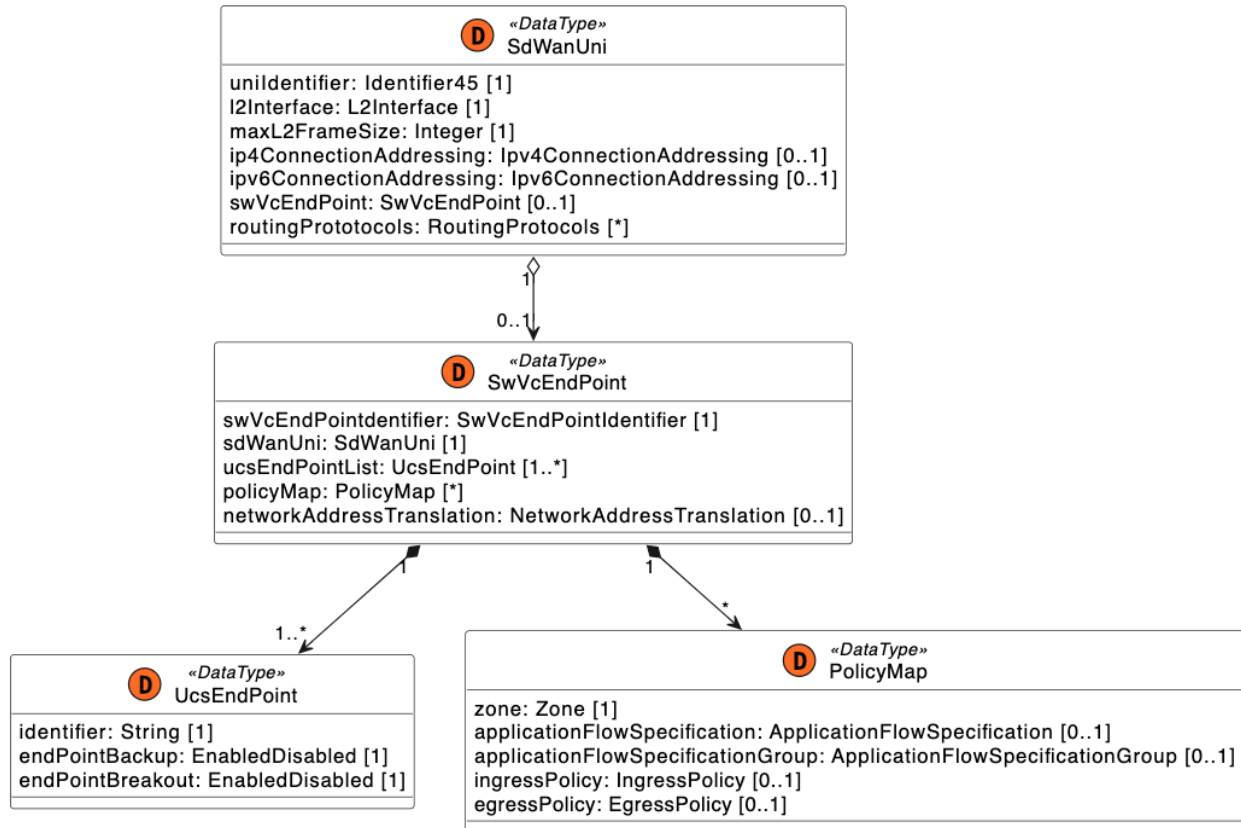 D
«DataType»
SdWanUni
uniIdentifier: Identifier45 [1]
l2Interface: L2Interface [1]
maxL2FrameSize: Integer [1]
ip4ConnectionAddressing: Ipv4ConnectionAddressing [0..1]
ipv6ConnectionAddressing: Ipv6ConnectionAddressing [0..1]
swVcEndPoint: SwVcEndPoint [0..1]
routingPrototocols: RoutingProtocols [*]
1
0..1
D
«DataType»
SwVcEndPoint
swVcEndPointdentifier: SwVcEndPointIdentifier [1]
sdWanUni: SdWanUni [1]
ucsEndPointList: UcsEndPoint [1..*]
policyMap: PolicyMap [*]
networkAddressTranslation: NetworkAddressTranslation [0..1]
1
1
1..*
*
D
«DataType»
UcsEndPoint
identifier: String [1]
endPointBackup: EnabledDisabled [1]
endPointBreakout: EnabledDisabled [1]
D
«DataType»
PolicyMap
zone: Zone [1]
applicationFlowSpecification: ApplicationFlowSpecification [0..1]
applicationFlowSpecificationGroup: ApplicationFlowSpecificationGroup [0..1]
ingressPolicy: IngressPolicy [0..1]
egressPolicy: EgressPolicy [0..1]